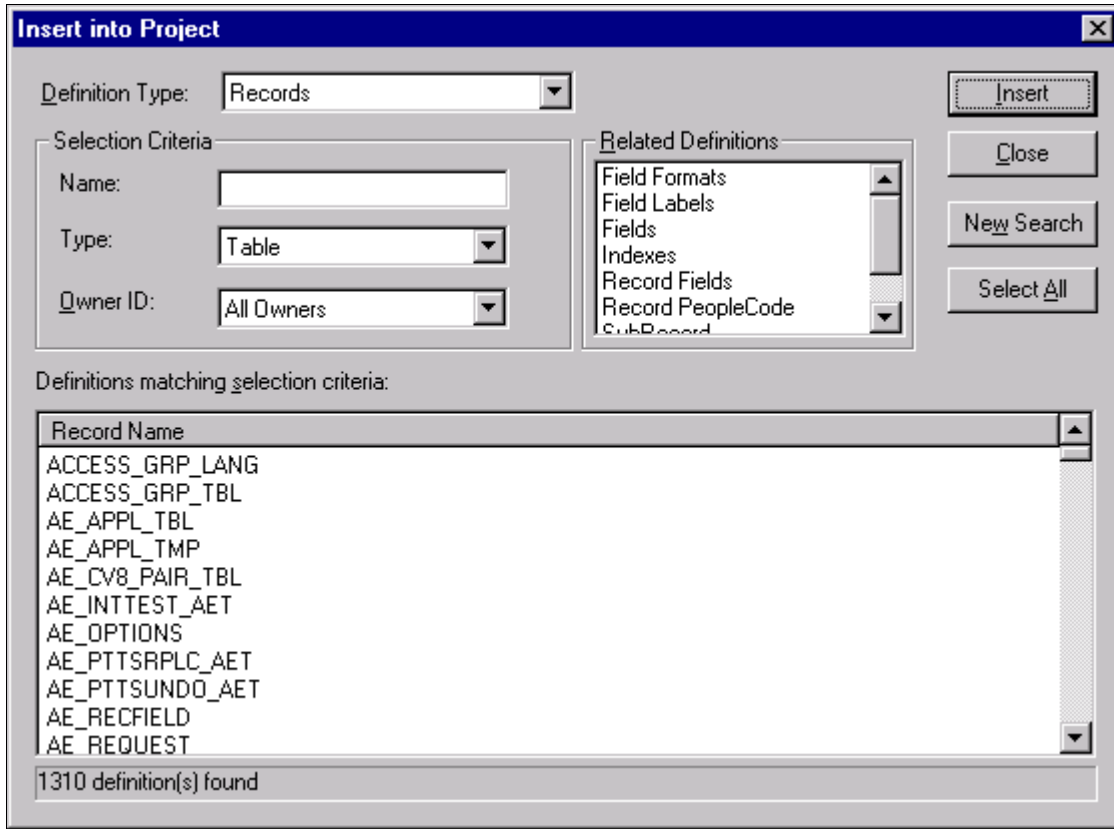 Insert into Project
Definition Type: Records
Insert
Selection Criteria
Related Definitions
Close
Name:
Field Formats
Field Labels
Fields
New Search
Type: Table
Indexes
Record Fields
Select All
Owner ID: All Owners
Record PeopleCode
SubRecord
Definitions matching selection criteria:
Record Name
ACCESS_GRP_LANG
ACCESS_GRP_TBL
AE_APPL_TBL
AE_APPL_TMP
AE_CV8_PAIR_TBL
AE_INTTEST_AET
AE_OPTIONS
AE_PTTSRPLC_AET
AE_PTTSUNDO_AET
AE_RECFIELD
AE_REQUEST
1310 definition(s) found